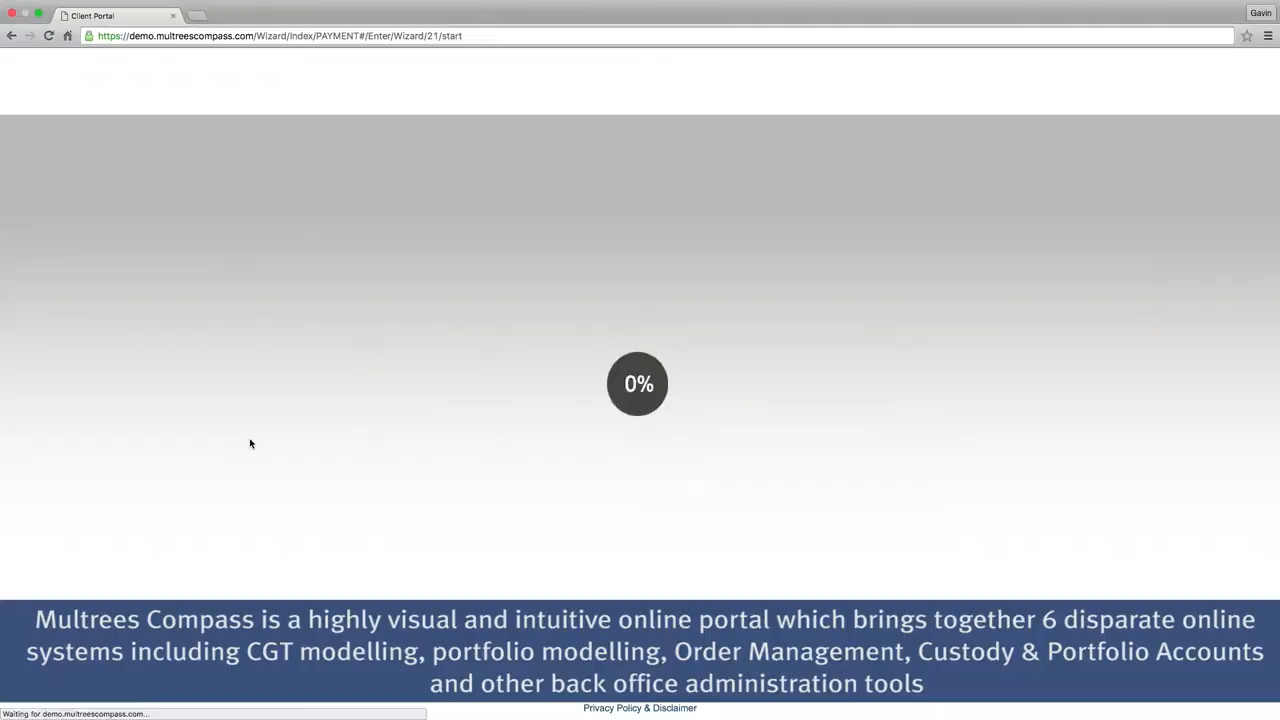 Client Portal
Gavin
https://demo.multreescompass.com/Wizard/Index/PAYMENT#/Enter/Wizard/21/start
0%
Multrees Compass is a highly visual and intuitive online portal which brings together 6 disparate online
systems including CGT modelling, portfolio modelling, Order Management, Custody & Portfolio Accounts
and other back office administration tools
Privacy Policy & Disclaimer
Waiting for demo.multreescompass.com...